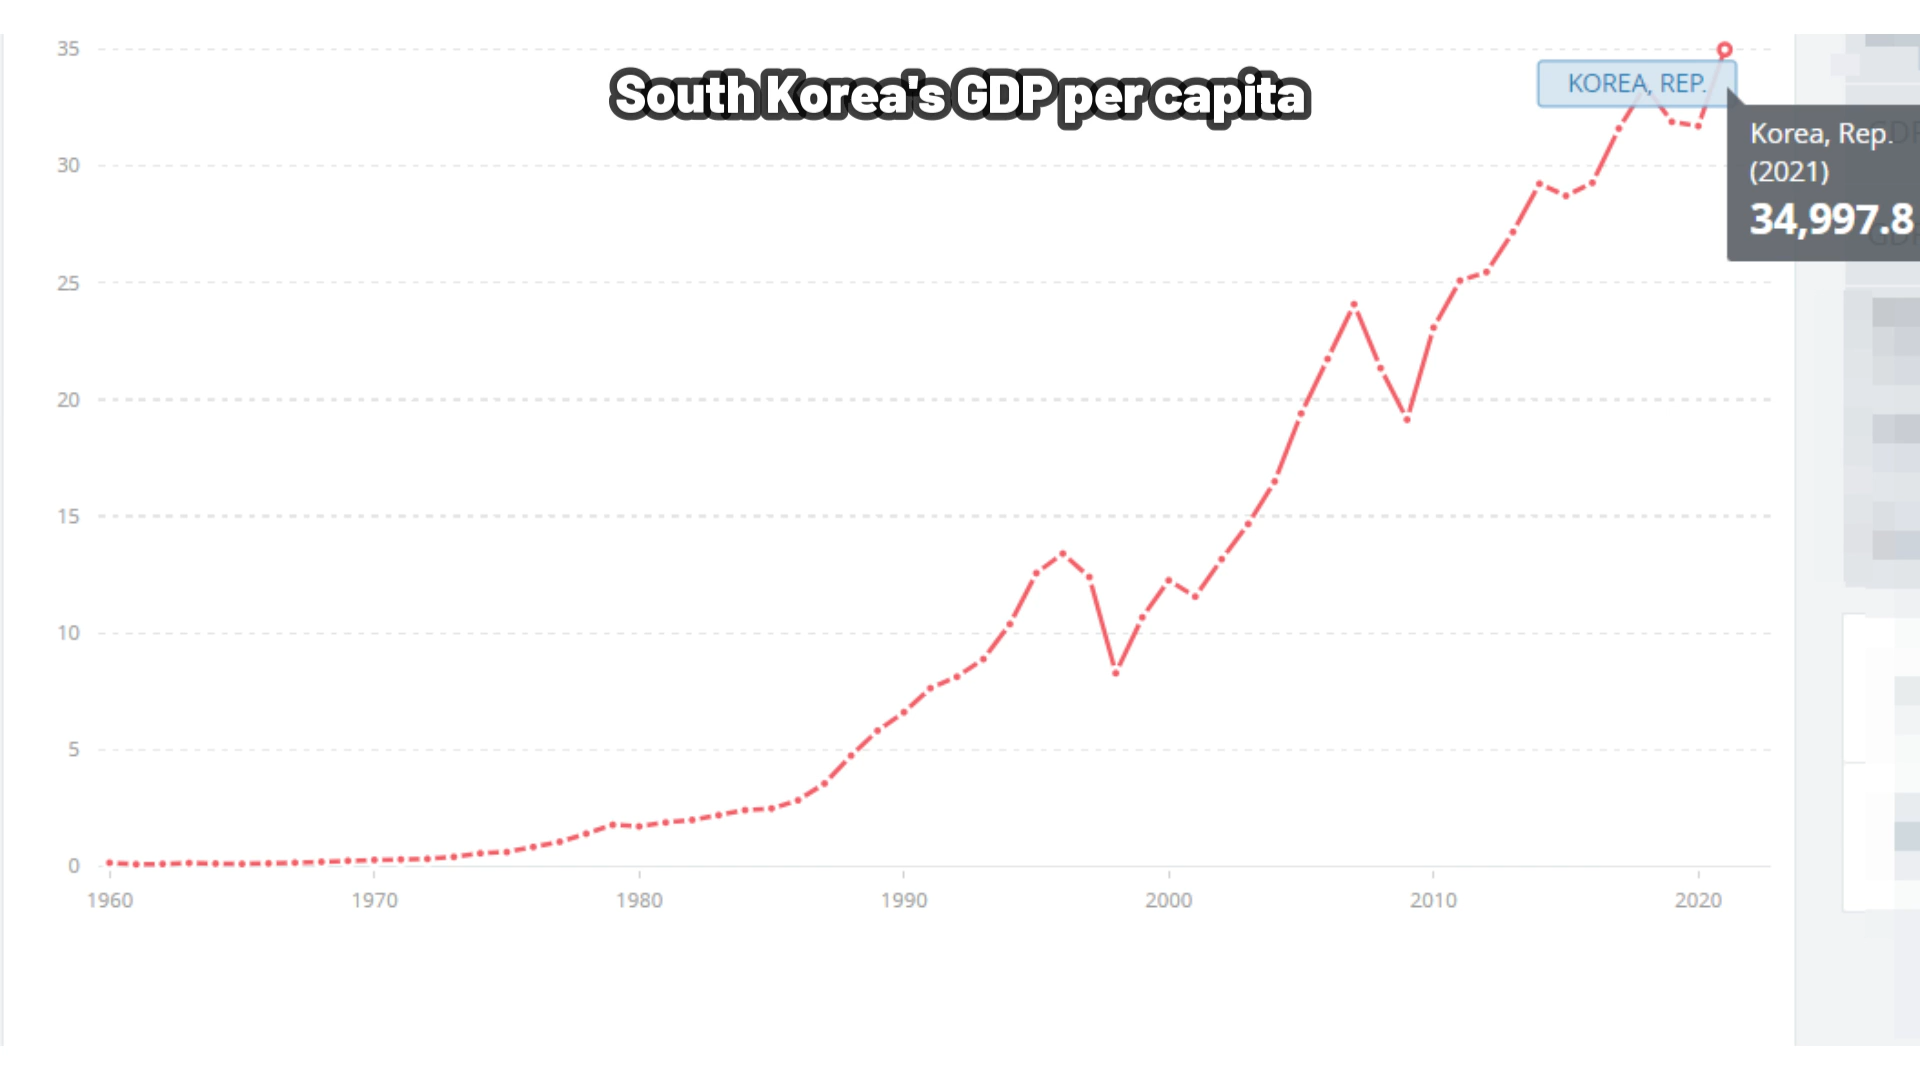 35
South Korea's GDP per capita
KOREA, REP.
Korea, Rep.
(2021)
34,997.8
30
25
20
15
10
5
0
1960 1970 1980 1990 2000 2010 2020